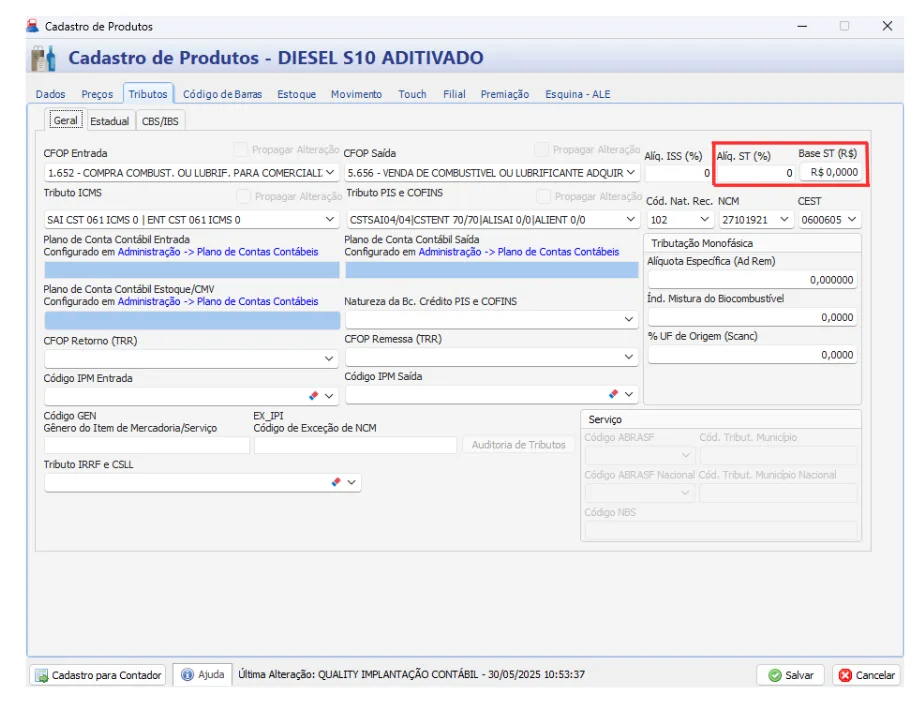 Cadastro de Produtos
Cadastro de Produtos - DIESEL S10 ADITIVADO
Dados Preços Tributos Código de Barras Estoque Movimento Touch Filial Premiação Esquina - ALE
Geral Estadual CBS/IBS
CFOP Entrada Propagar Alteração CFOP Saída Propagar Alteração Alíq. ISS (%) Alíq. ST (%) Base ST (R$)
1.652 - COMPRA COMBUST. OU LUBRIF. PARA COMERCIALI 5.656 - VENDA DE COMBUSTIVEL OU LUBRIFICANTE ADQUIR 0 0 R$ 0,0000
Tributo ICMS Propagar Alteração Tributo PIS e COFINS Propagar Alteração Cód. Nat. Rec. NCM CEST
SAI CST 061 ICMS 0 | ENT CST 061 ICMS 0 CSTSAI04/04|CSTENT 70/70|ALISAI 0/0|ALIENT 0/0 102 27101921 0600605
Plano de Conta Contábil Entrada Plano de Conta Contábil Saída Tributação Monofásica
Configurado em Administração -> Plano de Contas Contábeis Configurado em Administração -> Plano de Contas Contábeis Alíquota Específica (Ad Rem)
0,000000
Plano de Conta Contábil Estoque/CMV
Configurado em Administração -> Plano de Contas Contábeis Natureza da Bc. Crédito PIS e COFINS Índ. Mistura do Biocombustível
0,0000
CFOP Retorno (TRR) CFOP Remessa (TRR) % UF de Origem (Scanc)
0,0000
Código IPM Entrada Código IPM Saída
Código GEN EX_IPI Serviço
Gênero do Item de Mercadoria/Serviço Código de Exceção de NCM
Auditoria de Tributos
Código ABRASF Cód. Tribut. Município
Tributo IRRF e CSLL
Código ABRASF Nacional Cód. Tribut. Município Nacional
Código NBS
Cadastro para Contador Ajuda Última Alteração: QUALITY IMPLANTAÇÃO CONTÁBIL - 30/05/2025 10:53:37 Salvar Cancelar